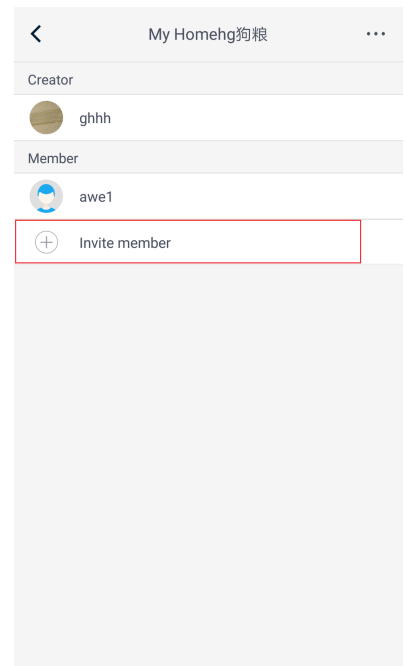 My Homehg狗粮
Creator
ghhh
Member
awe1
Invite member